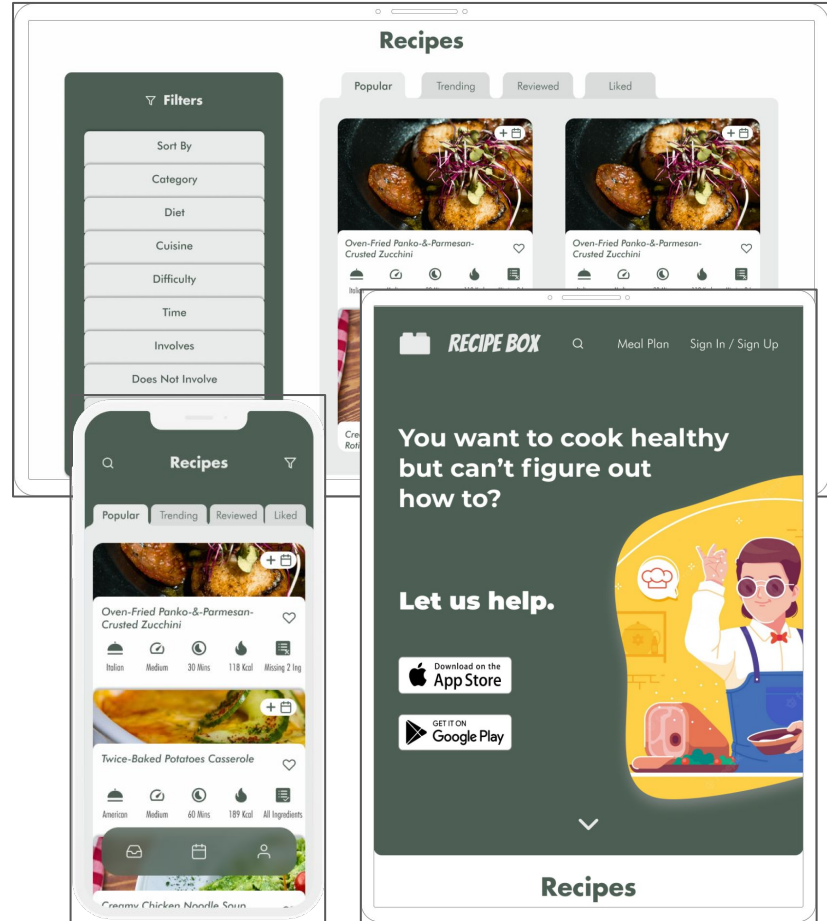 Recipes
Filters
Sort By
Category
Diet
Cuisine
Difficulty
Time
Involves
Does Not Involve
Popular
Trending
Reviewed
Liked
Oven-Fried Panko-&-Parmesan-
Crusted Zucchini
Oven-Fried Panko-&-Parmesan-
Crusted Zucchini
Recipes
Popular
Trending
Reviewed
Liked
Oven-Fried Panko-&-Parmesan-
Crusted Zucchini
Italian
Medium
30 Mins
118 Kcal
Missing 2 Ing
Twice-Baked Potatoes Casserole
American
Medium
60 Mins
189 Kcal
All Ingredients
Creamy Chicken Noodle Soup
RECIPE BOX
Meal Plan
Sign In / Sign Up
You want to cook healthy
but can't figure out
how to?
Let us help.
Download on the
App Store
GET IT ON
Google Play
Recipes